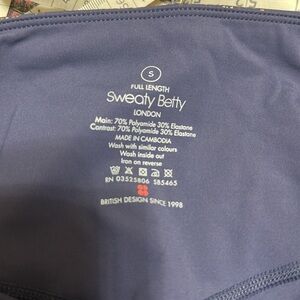 S
FULL LENGTH
Sweaty Betty
LONDON
Main: 70% Polyamide 30% Elastane
Contrast: 70% Polyamide 30% Elastane
MADE IN CAMBODIA
Wash with similar colours
Wash inside out
Iron on reverse
RN 03525806 585465
BRITISH DESIGN SINCE 1998